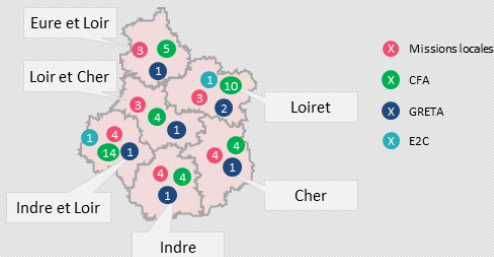 Eure et Loir
3
5
1
X Missions locales
Loir et Cher
1
10
X CFA
3
3
2
Loiret
4
X GRETA
1
1
4
4
X E2C
14
1
4
1
4
4
Indre et Loir
1
Cher
Indre